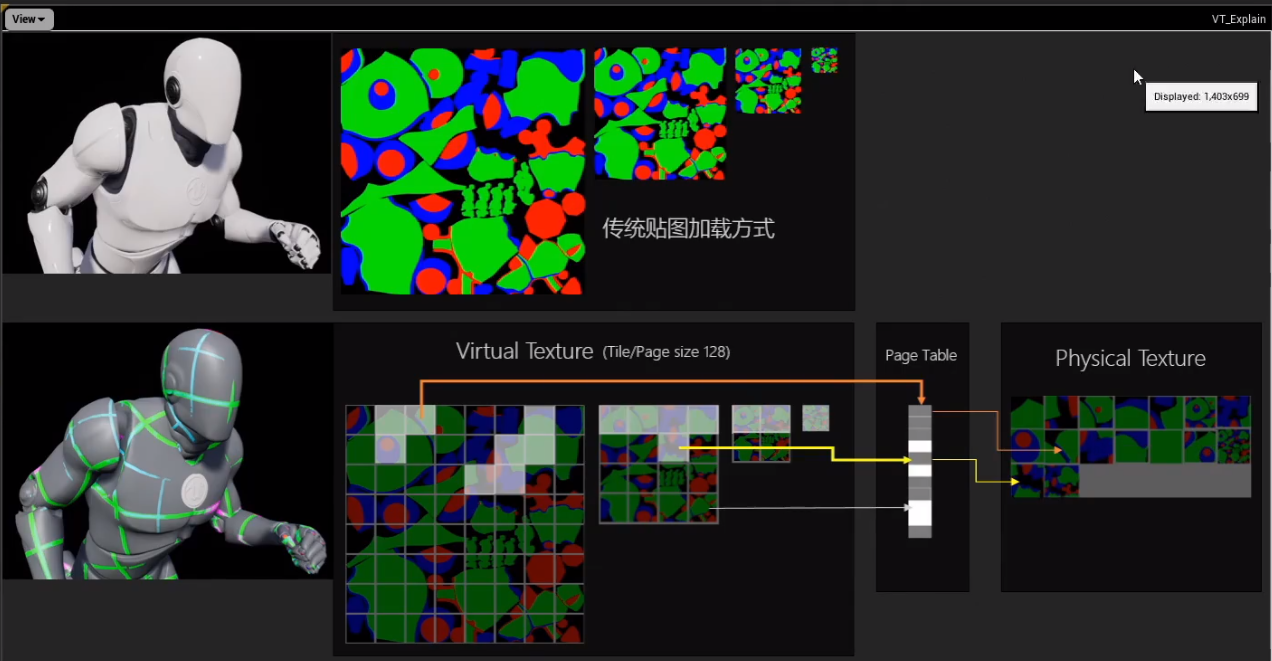 View
VT_Explain
Displayed: 1,403x699
传统贴图加载方式
Virtual Texture (Tile/Page size 128)
Page Table
Physical Texture